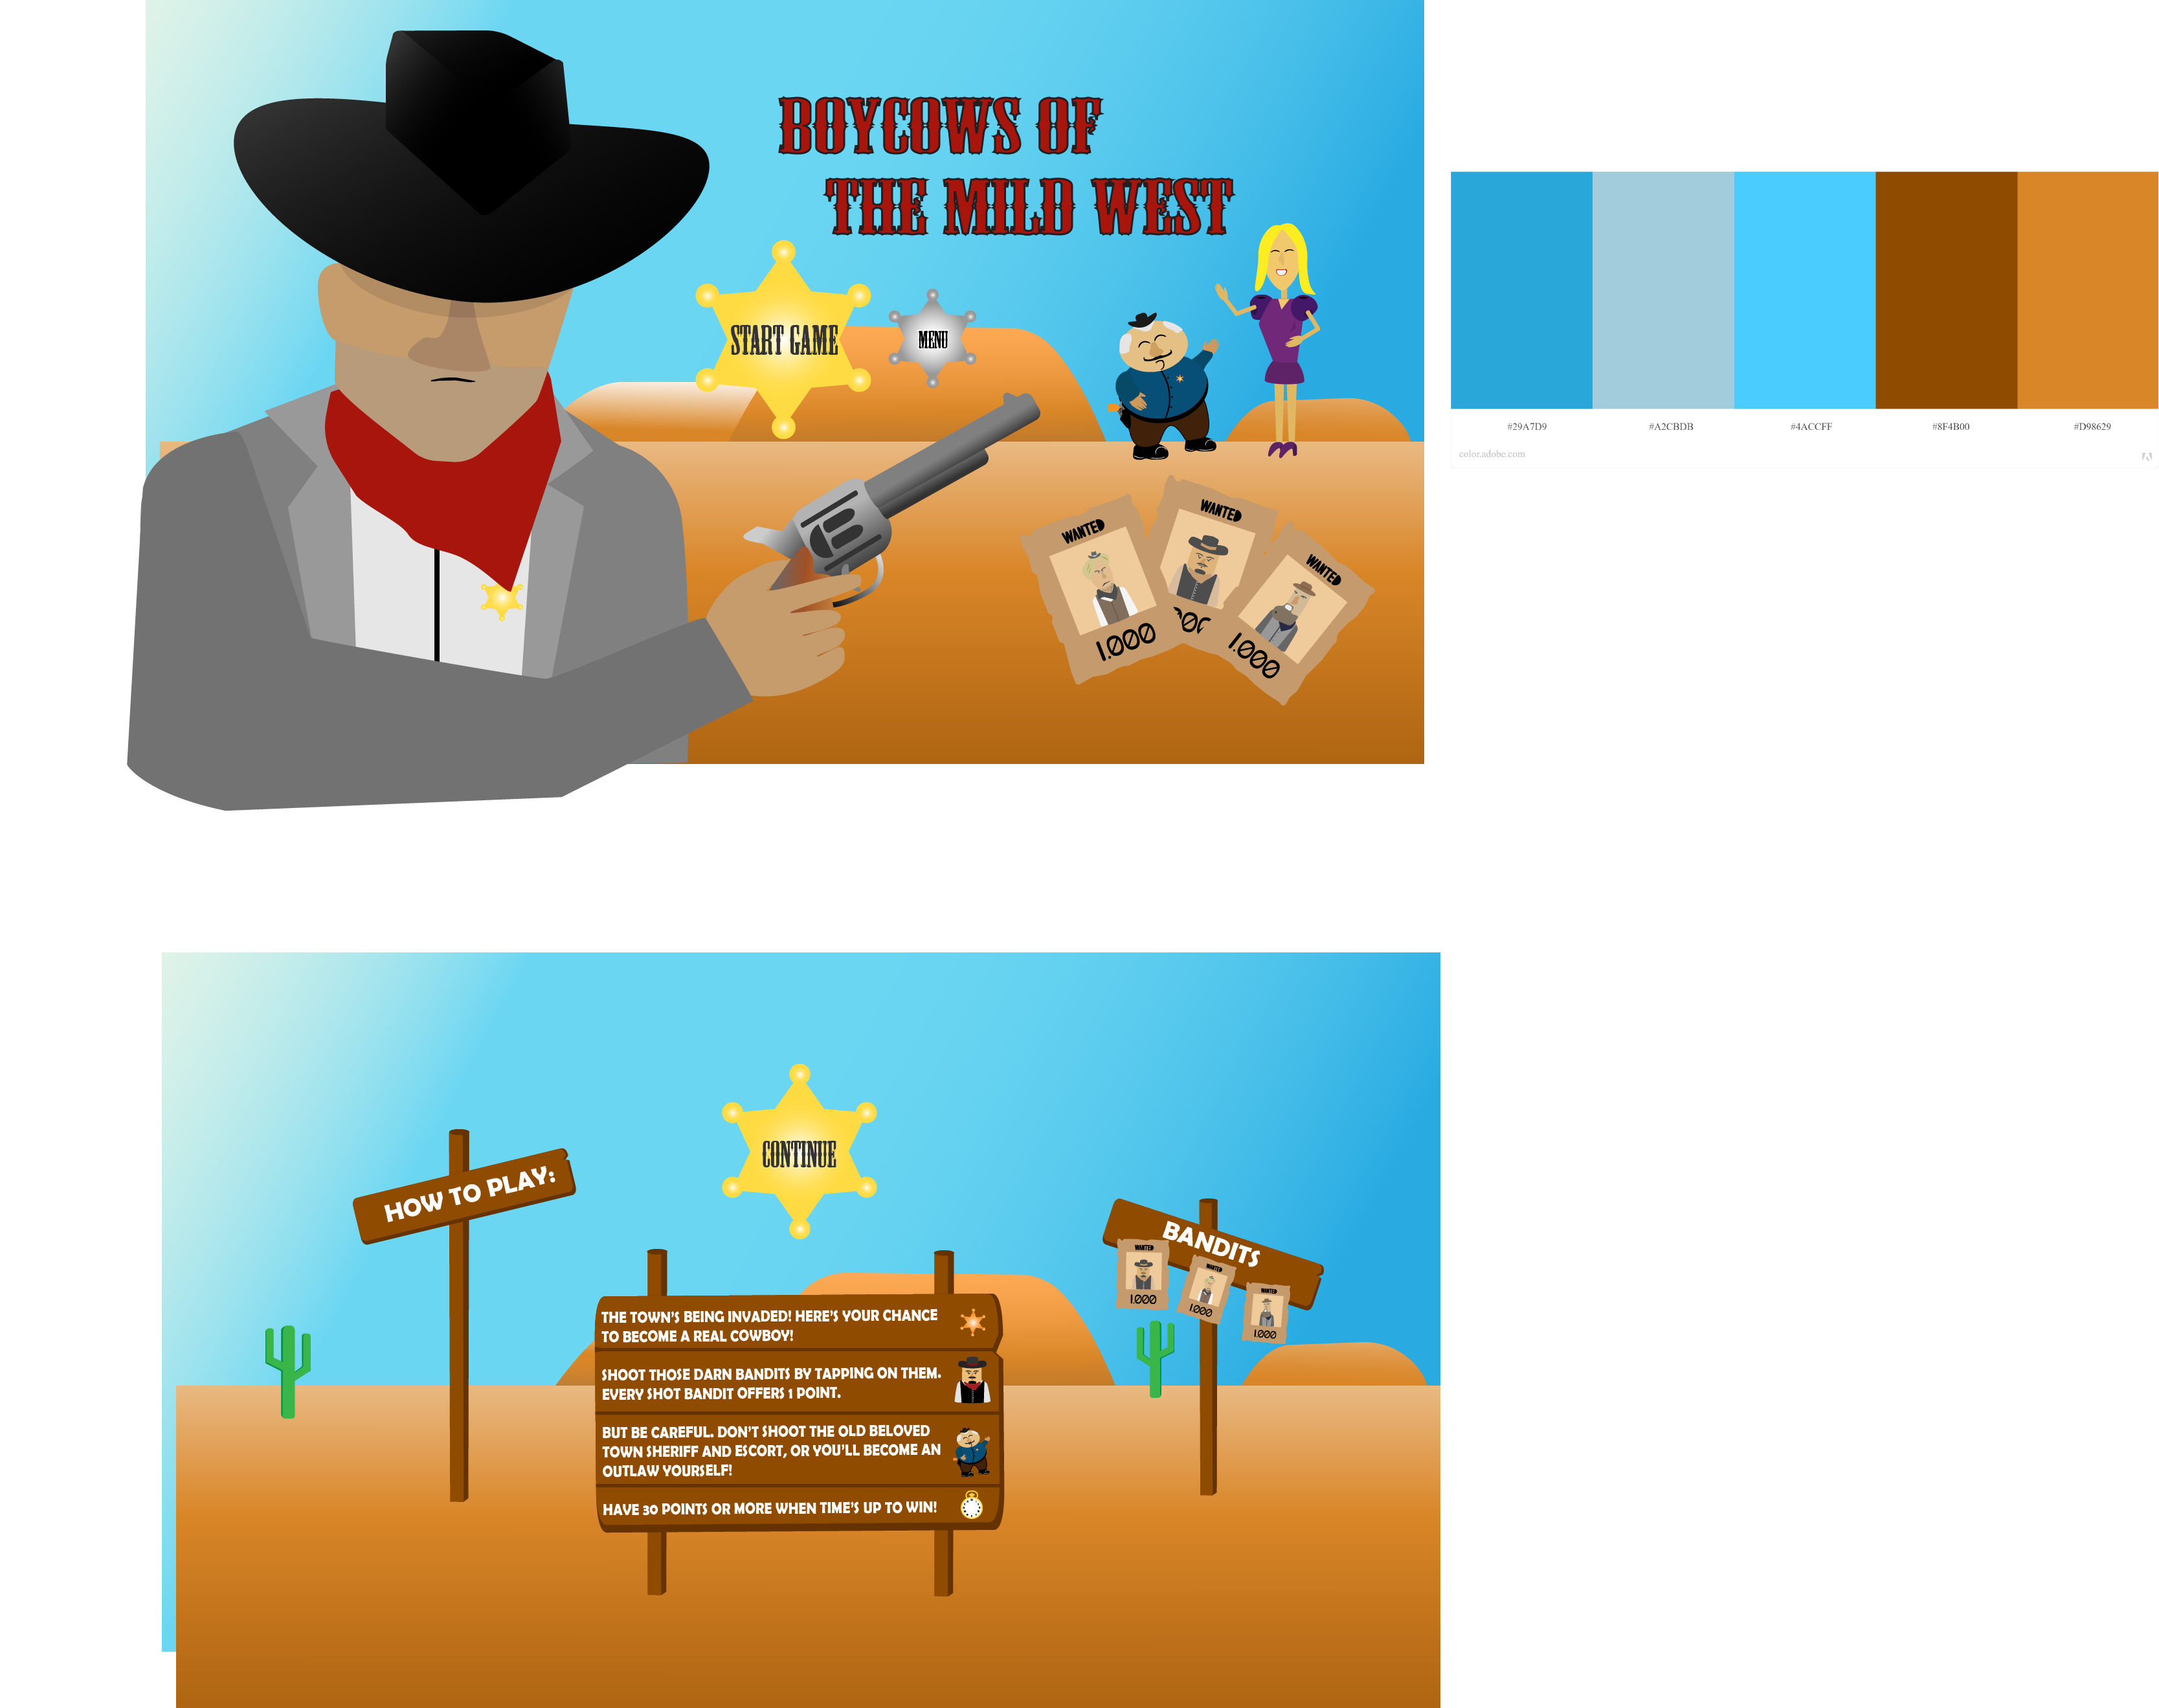 BOYCOWS OF
THE MILD WEST
START GAME
MENU
WANTED
1.000
WANTED
WANTED
1.000
#29A7D9
#A2CBDB
#4ACCFF
#8F4B00
#D98629
color.adobe.com
CONTINUE
HOW TO PLAY:
BANDITS
WANTED
1.000
WANTED
1.000
WANTED
1.000
THE TOWN'S BEING INVADED! HERE'S YOUR CHANCE
TO BECOME A REAL COWBOY!
SHOOT THOSE DARN BANDITS BY TAPPING ON THEM.
EVERY SHOT BANDIT OFFERS 1 POINT.
BUT BE CAREFUL. DON'T SHOOT THE OLD BELOVED
TOWN SHERIFF AND ESCORT, OR YOU'LL BECOME AN
OUTLAW YOURSELF!
HAVE 30 POINTS OR MORE WHEN TIME'S UP TO WIN!